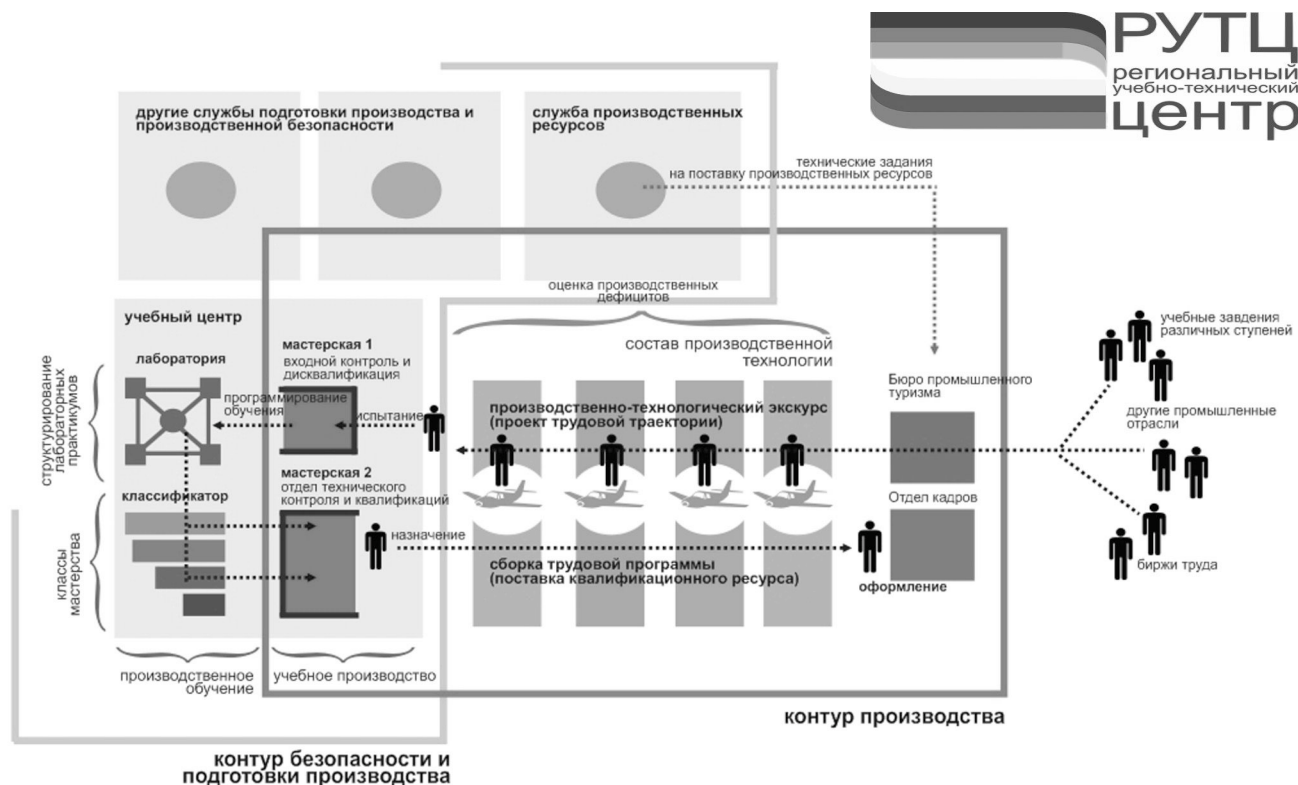 РУТЦ
региональный
учебно-технический
центр
другие службы подготовки производства и
производственной безопасности
служба производственных
ресурсов
технические задания
на поставку производственных ресурсов
оценка производственных
дефицитов
учебный центр
лаборатория
мастерская 1
входной контроль и
дисквалификация
программирование
обучения
испытание
структурирование
лабораторных
практикумов
состав производственной
технологии
производственно-технологический экскурс
(проект трудовой траектории)
Бюро промышленного
туризма
учебные завдения
различных ступеней
другие промышленные
отрасли
классификатор
мастерская 2
отдел технического
контроля и квалификаций
назначение
классы
мастерства
сборка трудовой программы
(поставка квалификационного ресурса)
Отдел кадров
оформление
биржи труда
производственное
обучение
учебное производство
контур производства
контур безопасности и
подготовки производства